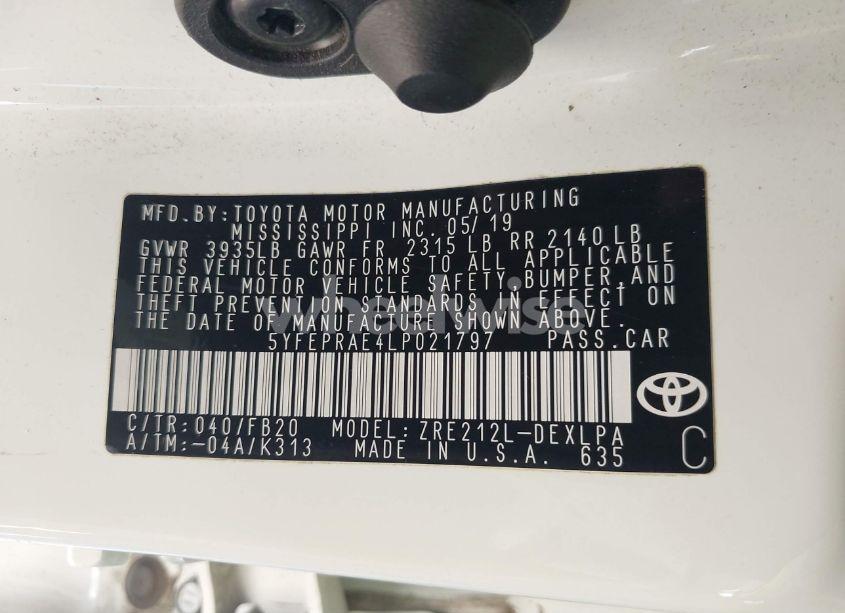 MFD.BY:TOYOTA MOTOR MANUFACTURING
MISSISSIPPI INC. 05/19
GVWR 3935LB GAWR FR 2315 LB RR 2140 LB
THIS VEHICLE CONFORMS TO ALL APPLICABLE
FEDERAL MOTOR VEHICLE SAFETY, BUMPER, AND
THEFT PREVENTION STANDARDS IN EFFECT ON
THE DATE OF MANUFACTURE SHOWN ABOVE.
wheelwise
5YFEPRAE4LP021797 PASS.CAR
C/TR:040/FB20 MODEL: ZRE212L-DEXLPA
A/TM:-04A/K313 MADE IN U.S.A. 635 C